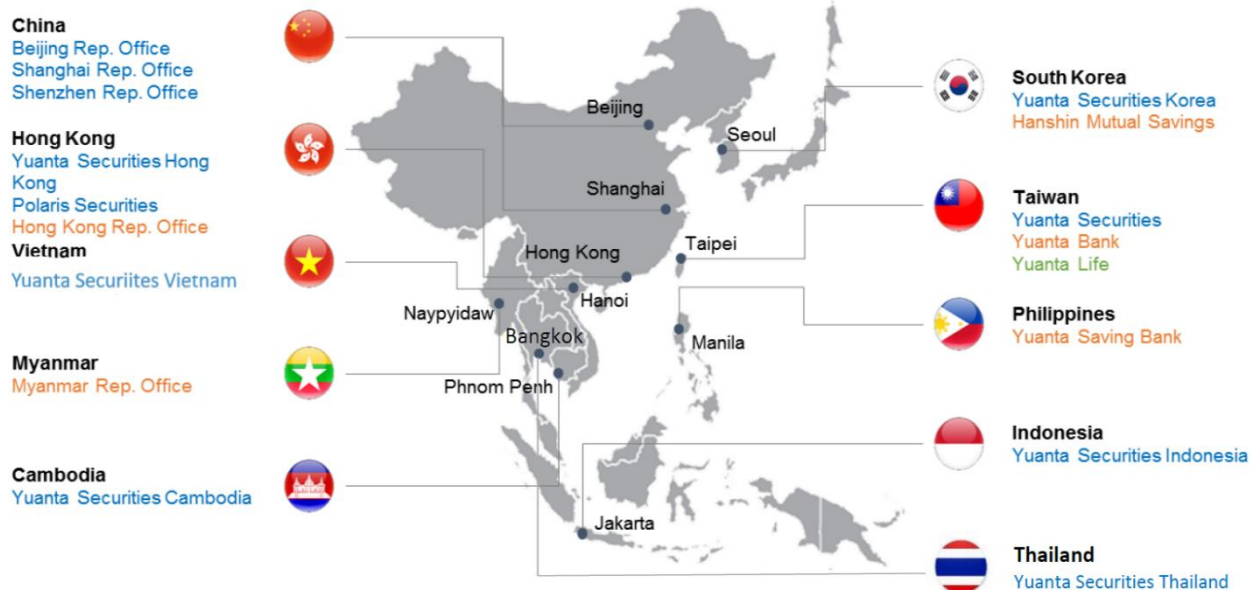 China
Beijing Rep. Office
Shanghai Rep. Office
Shenzhen Rep. Office
Hong Kong
Yuanta Securities Hong
Kong
Polaris Securities
Hong Kong Rep. Office
Vietnam
Yuanta Securiites Vietnam
Myanmar
Myanmar Rep. Office
Cambodia
Yuanta Securities Cambodia
Beijing
Seoul
Shanghai
Taipei
Hong Kong
Hanoi
Naypyidaw
Bangkok
Manila
Phnom Penh
Jakarta
South Korea
Yuanta Securities Korea
Hanshin Mutual Savings
Taiwan
Yuanta Securities
Yuanta Bank
Yuanta Life
Philippines
Yuanta Saving Bank
Indonesia
Yuanta Securities Indonesia
Thailand
Yuanta Securities Thailand